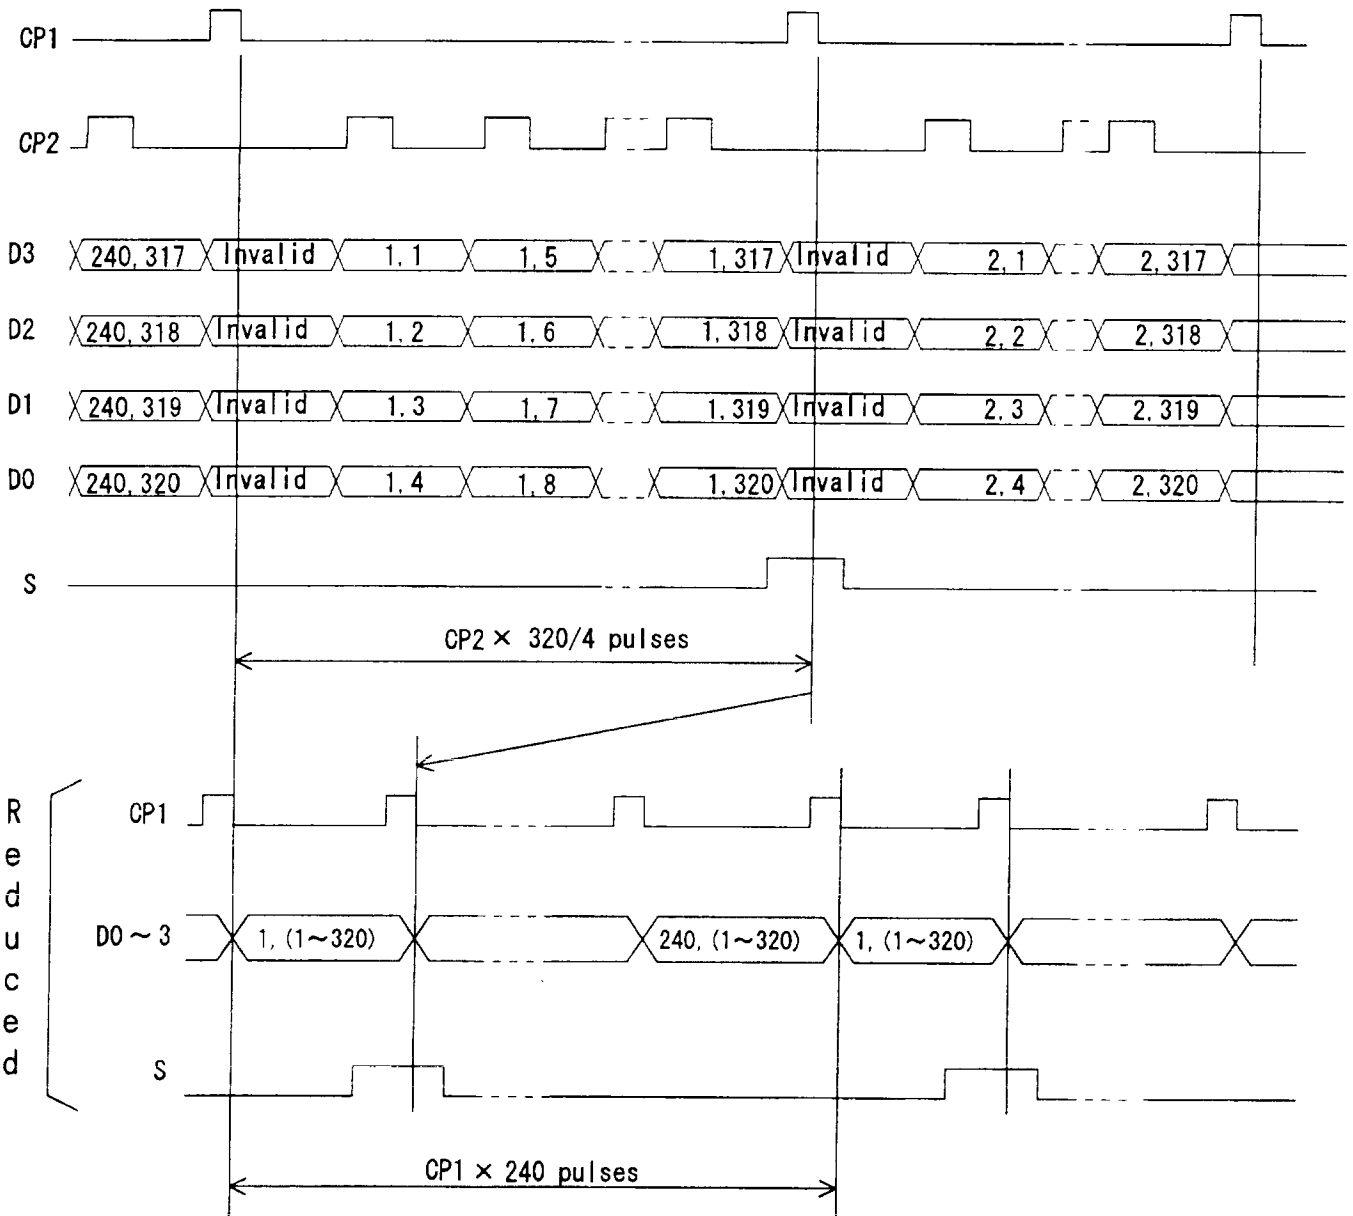 CP1
CP2
D3 240, 317 Invalid 1, 1 1, 5 1, 317 Invalid 2, 1 2, 317
D2 240, 318 Invalid 1, 2 1, 6 1, 318 Invalid 2, 2 2, 318
D1 240, 319 Invalid 1, 3 1, 7 1, 319 Invalid 2, 3 2, 319
D0 240, 320 Invalid 1, 4 1, 8 1, 320 Invalid 2, 4 2, 320
S
CP2 × 320/4 pulses
Reduced
CP1
D0～3 1, (1～320) 240, (1～320) 1, (1～320)
S
CP1 × 240 pulses